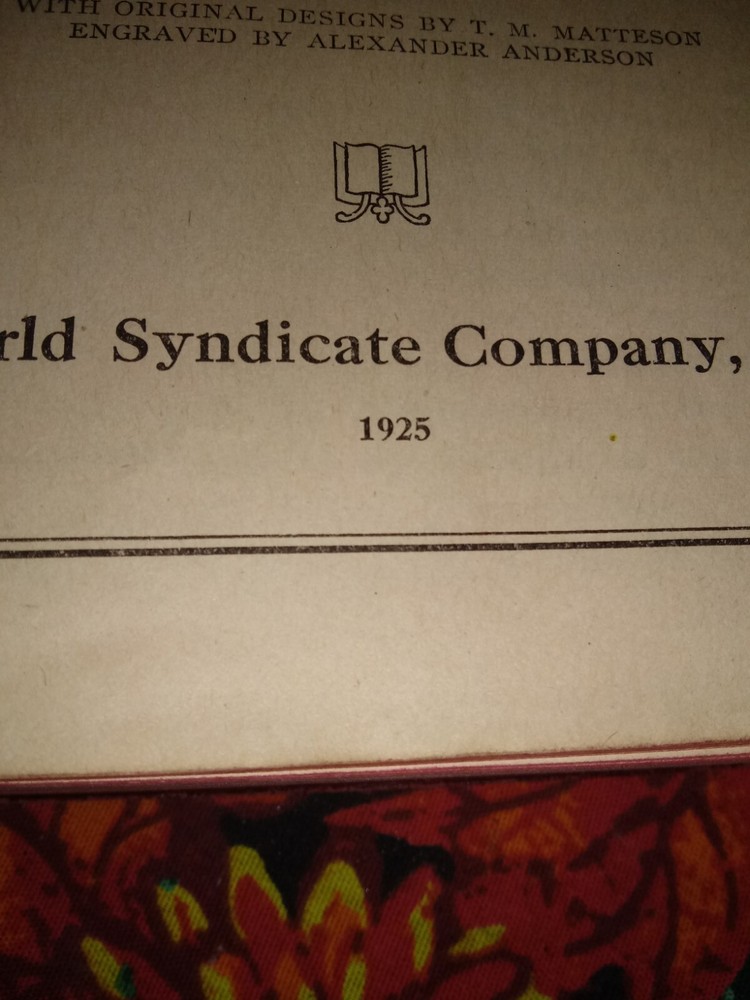 WITH ORIGINAL DESIGNS BY T. M. MATTESON
ENGRAVED BY ALEXANDER ANDERSON
rld Syndicate Company,
1925